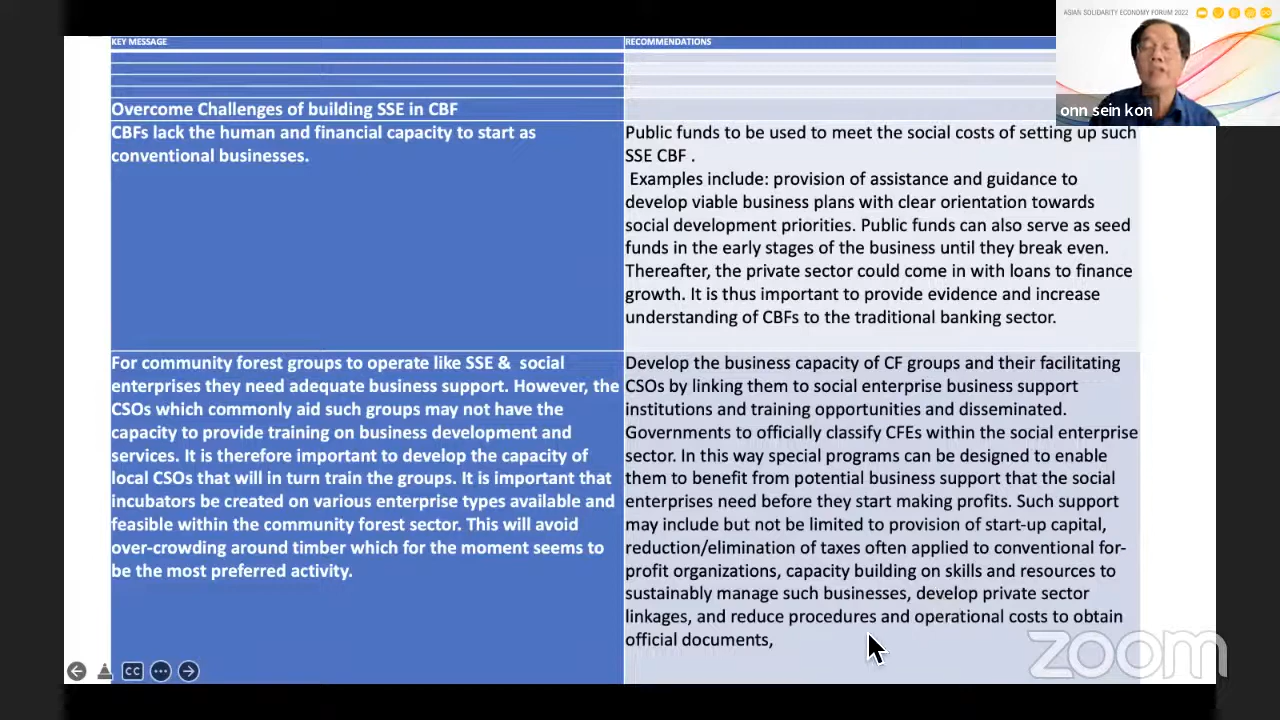 ASIAN SOLIDARITY ECONOMY FORUM 2022
onn sein kon
KEY MESSAGE
RECOMMENDATIONS
Overcome Challenges of building SSE in CBF
CBFs lack the human and financial capacity to start as
conventional businesses.
Public funds to be used to meet the social costs of setting up such
SSE CBF .
Examples include: provision of assistance and guidance to
develop viable business plans with clear orientation towards
social development priorities. Public funds can also serve as seed
funds in the early stages of the business until they break even.
Thereafter, the private sector could come in with loans to finance
growth. It is thus important to provide evidence and increase
understanding of CBFs to the traditional banking sector.
For community forest groups to operate like SSE & social
enterprises they need adequate business support. However, the
CSOs which commonly aid such groups may not have the
capacity to provide training on business development and
services. It is therefore important to develop the capacity of
local CSOs that will in turn train the groups. It is important that
incubators be created on various enterprise types available and
feasible within the community forest sector. This will avoid
over-crowding around timber which for the moment seems to
be the most preferred activity.
Develop the business capacity of CF groups and their facilitating
CSOs by linking them to social enterprise business support
institutions and training opportunities and disseminated.
Governments to officially classify CFEs within the social enterprise
sector. In this way special programs can be designed to enable
them to benefit from potential business support that the social
enterprises need before they start making profits. Such support
may include but not be limited to provision of start-up capital,
reduction/elimination of taxes often applied to conventional for-
profit organizations, capacity building on skills and resources to
sustainably manage such businesses, develop private sector
linkages, and reduce procedures and operational costs to obtain
official documents,
CC
zoom